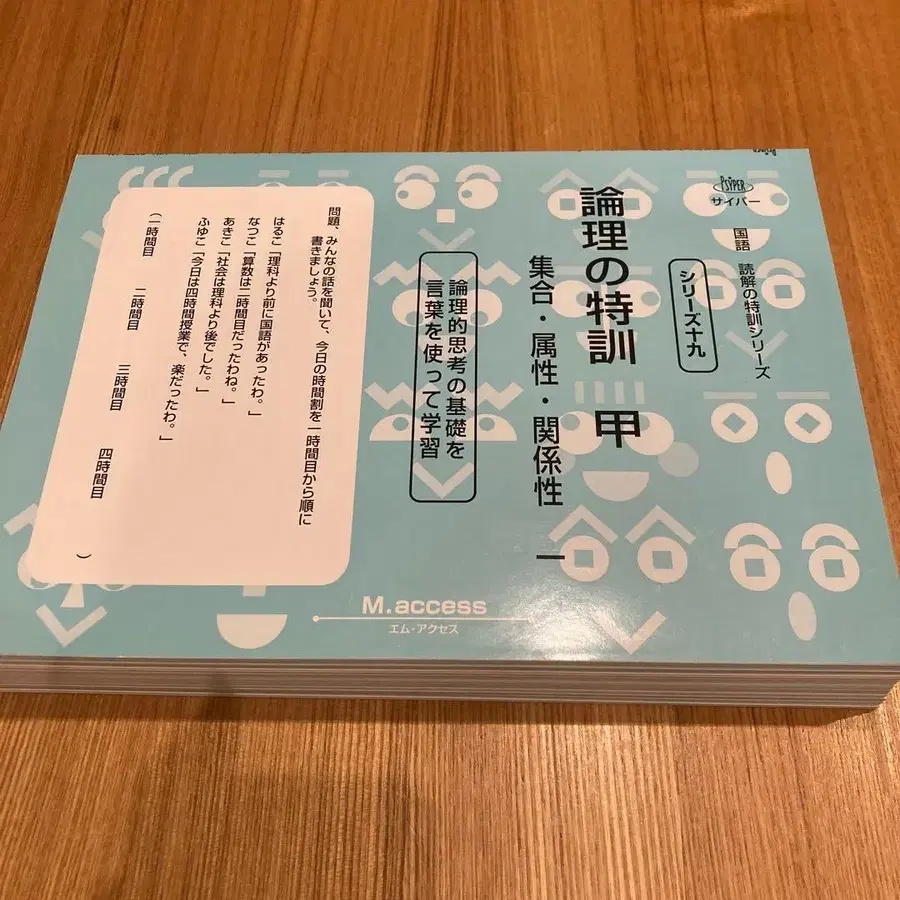 PSYPER
サイパー
国語 読解の特訓シリーズ
シリーズ十九
論理の特訓 甲
集合・属性・関係性 一
論理的思考の基礎を
言葉を使って学習
問題、みんなの話を聞いて、今日の時間割を一時間目から順に
書きましょう。
はるこ「理科より前に国語があったわ。」
なつこ「算数は二時間目だったわね。」
あきこ「社会は理科より後でした。」
ふゆこ「今日は四時間授業で、楽だったわ。」
（一時間目 二時間目 三時間目 四時間目 ）
M.access
エム・アクセス